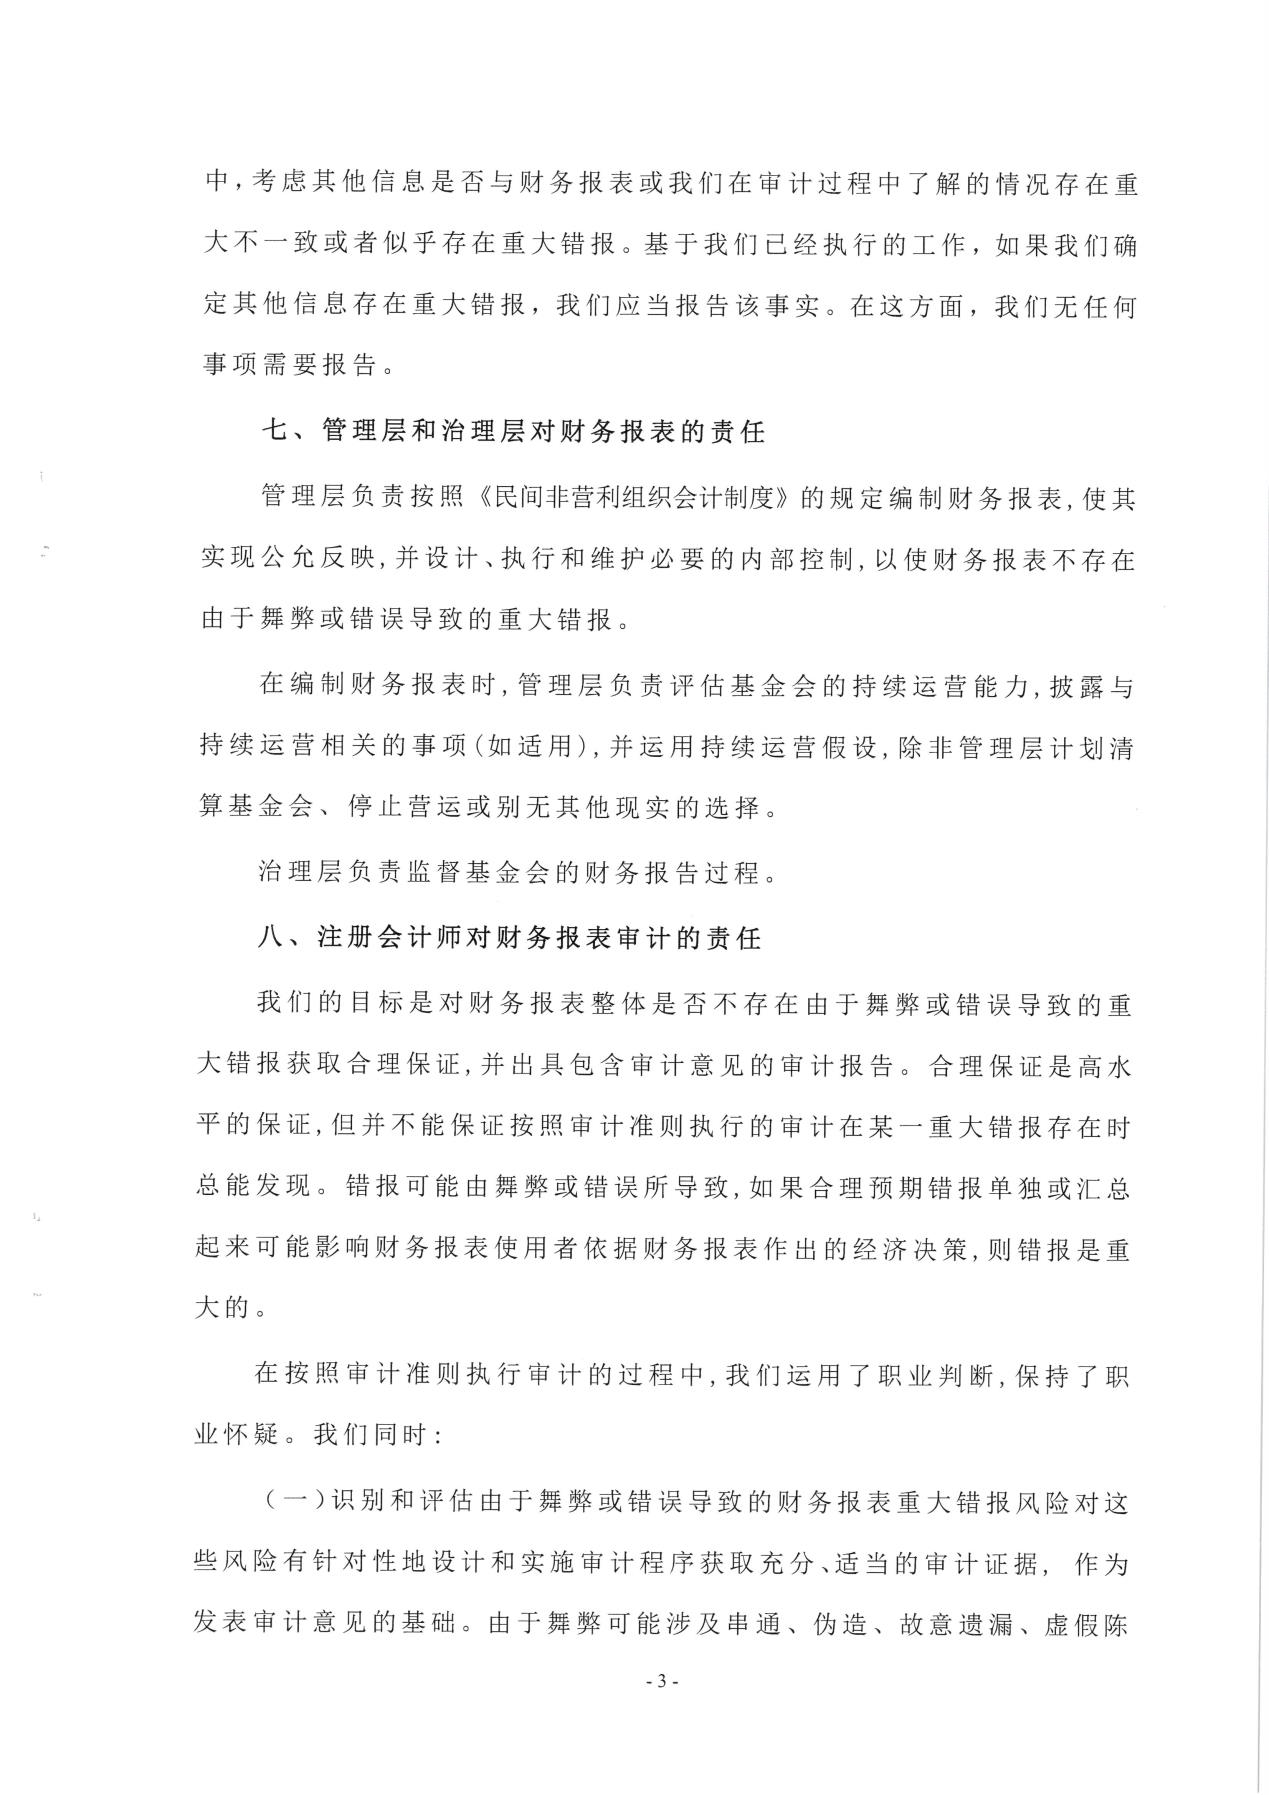 中,考虑其他信息是否与财务报表或我们在审计过程中了解的情况存在重
大不一致或者似乎存在重大错报。基于我们已经执行的工作，如果我们确
定其他信息存在重大错报，我们应当报告该事实。在这方面，我们无任何
事项需要报告。
七、管理层和治理层对财务报表的责任
管理层负责按照《民间非营利组织会计制度》的规定编制财务报表,使其
实现公允反映,并设计、执行和维护必要的内部控制,以使财务报表不存在
由于舞弊或错误导致的重大错报。
在编制财务报表时,管理层负责评估基金会的持续运营能力,披露与
持续运营相关的事项(如适用),并运用持续运营假设,除非管理层计划清
算基金会、停止营运或别无其他现实的选择。
治理层负责监督基金会的财务报告过程。
八、注册会计师对财务报表审计的责任
我们的目标是对财务报表整体是否不存在由于舞弊或错误导致的重
大错报获取合理保证,并出具包含审计意见的审计报告。合理保证是高水
平的保证,但并不能保证按照审计准则执行的审计在某一重大错报存在时
总能发现。错报可能由舞弊或错误所导致,如果合理预期错报单独或汇总
起来可能影响财务报表使用者依据财务报表作出的经济决策,则错报是重
大的。
在按照审计准则执行审计的过程中,我们运用了职业判断,保持了职
业怀疑。我们同时:
(一)识别和评估由于舞弊或错误导致的财务报表重大错报风险对这
些风险有针对性地设计和实施审计程序获取充分、适当的审计证据, 作为
发表审计意见的基础。由于舞弊可能涉及串通、伪造、故意遗漏、虚假陈
- 3 -